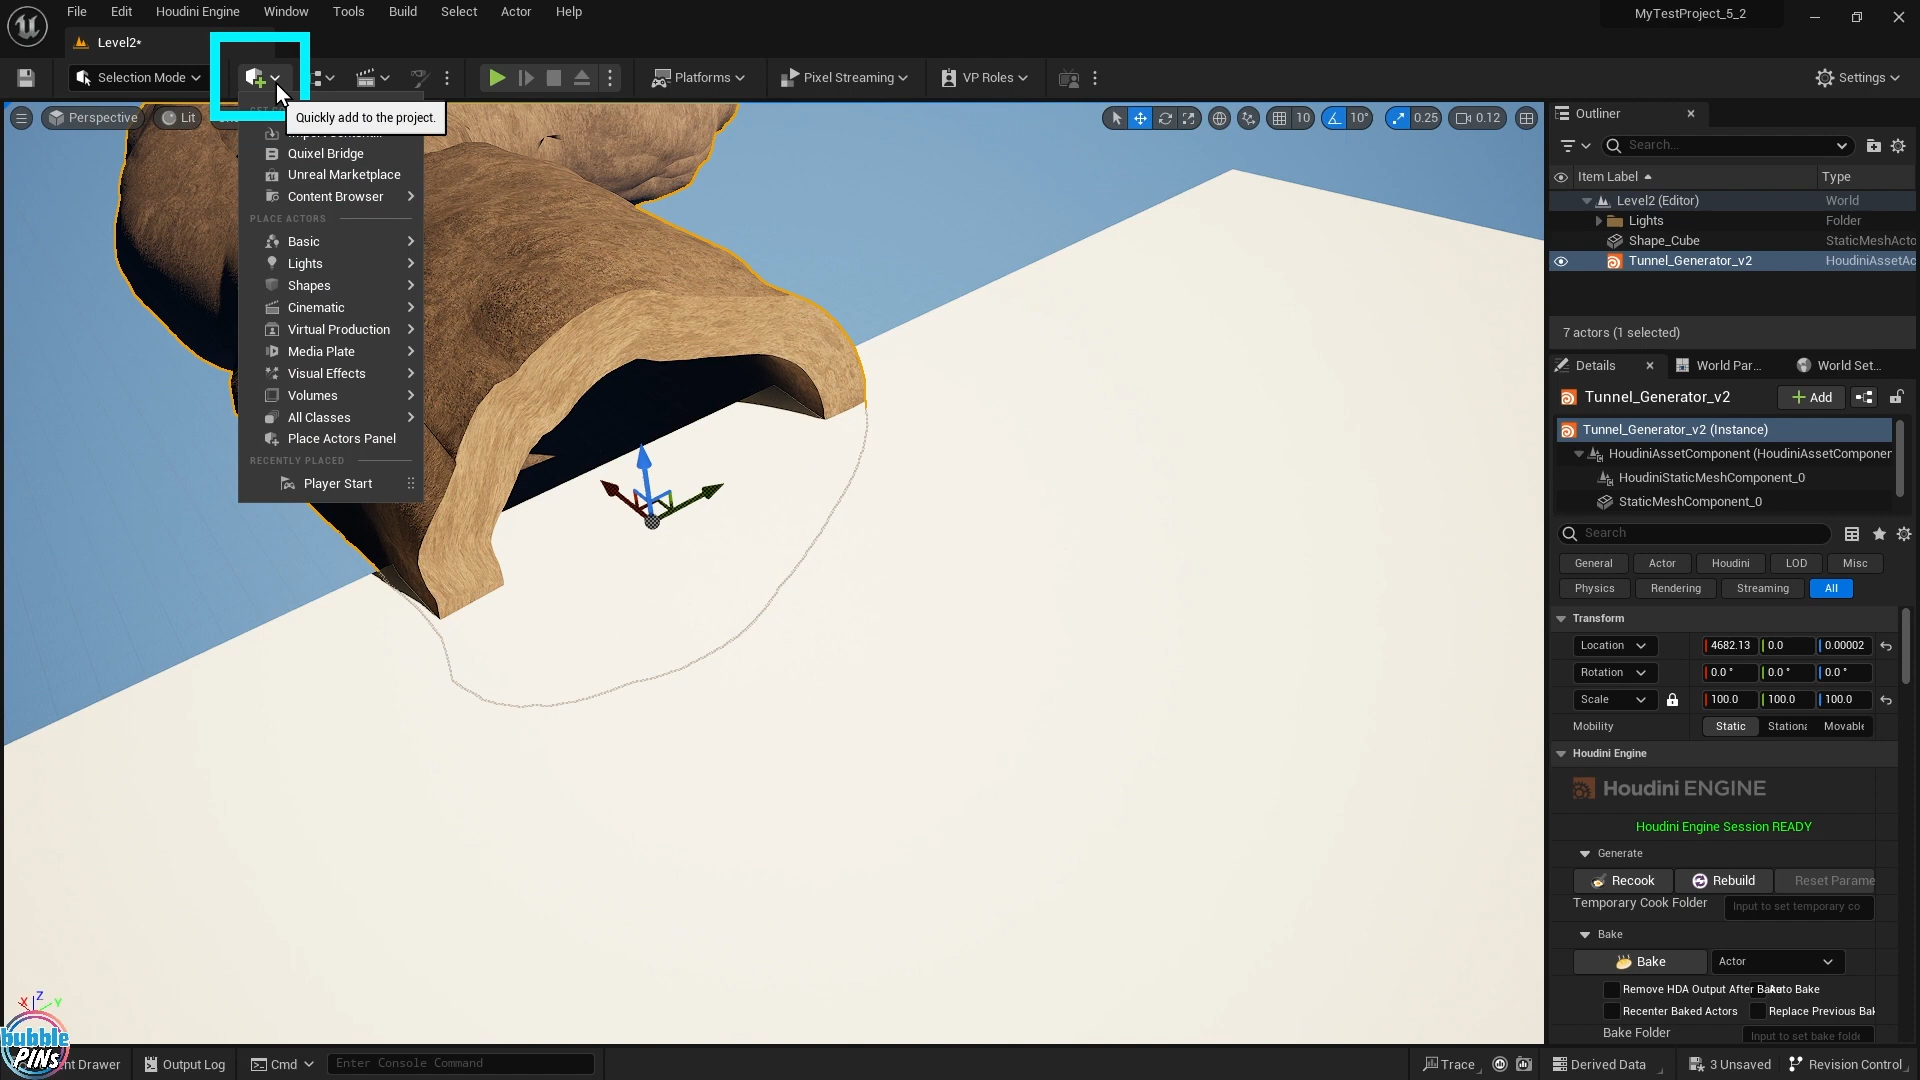 File Edit Houdini Engine Window Tools Build Select Actor Help
MyTestProject_5_2
Level2*
Selection Mode
Platforms
Pixel Streaming
VP Roles
Settings
Perspective
Lit
Quickly add to the project.
10
10°
0.25
0.12
Quixel Bridge
Unreal Marketplace
Content Browser
PLACE ACTORS
Basic
Lights
Shapes
Cinematic
Virtual Production
Media Plate
Visual Effects
Volumes
All Classes
Place Actors Panel
RECENTLY PLACED
Player Start
Outliner
Search...
Item Label Type
Level2 (Editor) World
Lights Folder
Shape_Cube StaticMeshActo
Tunnel_Generator_v2 HoudiniAssetAc
7 actors (1 selected)
Details World Par... World Set...
Tunnel_Generator_v2 Add
Tunnel_Generator_v2 (Instance)
HoudiniAssetComponent (HoudiniAssetComponer
HoudiniStaticMeshComponent_0
StaticMeshComponent_0
Search
General Actor Houdini LOD Misc
Physics Rendering Streaming All
Transform
Location 4682.13 0.0 0.00002
Rotation 0.0° 0.0° 0.0°
Scale 100.0 100.0 100.0
Mobility Static Stationa Movable
Houdini Engine
Houdini ENGINE
Houdini Engine Session READY
Generate
Recook Rebuild Reset Parame
Temporary Cook Folder Input to set temporary co
Bake
Bake Actor
Remove HDA Output After Bake Auto Bake
Recenter Baked Actors Replace Previous Bak
Bake Folder Input to set bake folde
X Z Y
bubble
PiNs
nt Drawer Output Log Cmd Enter Console Command
Trace Derived Data 3 Unsaved Revision Control